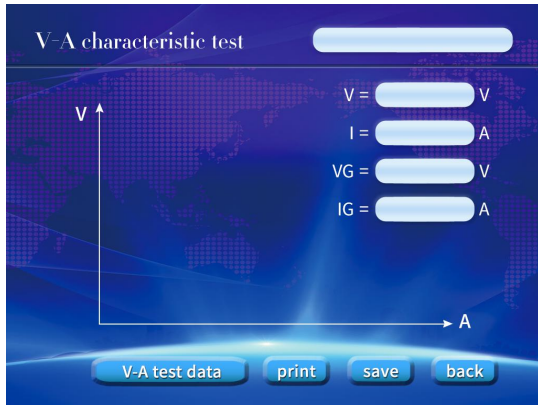 V-A characteristic test
V = V
I = A
V
VG = V
IG = A
A
V-A test data print save back